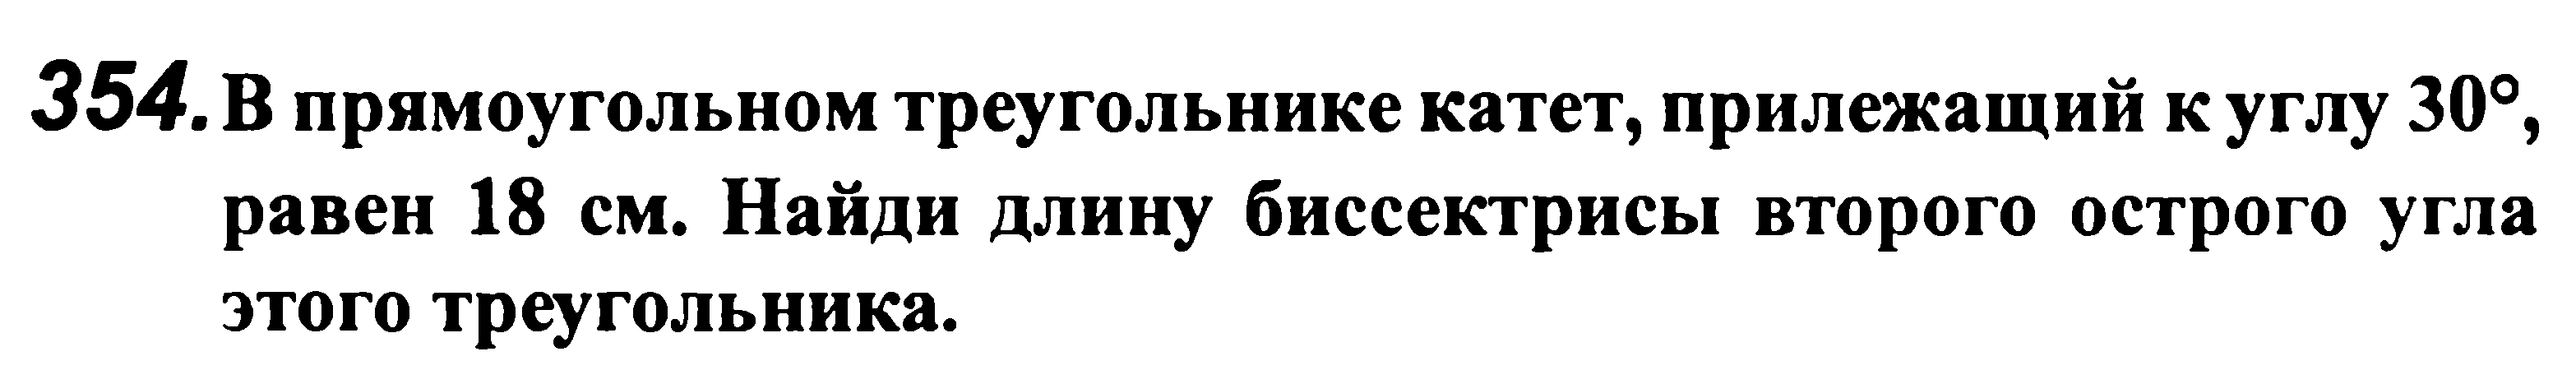 354. В прямоугольном треугольнике катет, прилежащий к углу 30°,
равен 18 см. Найди длину биссектрисы второго острого угла
этого треугольника.